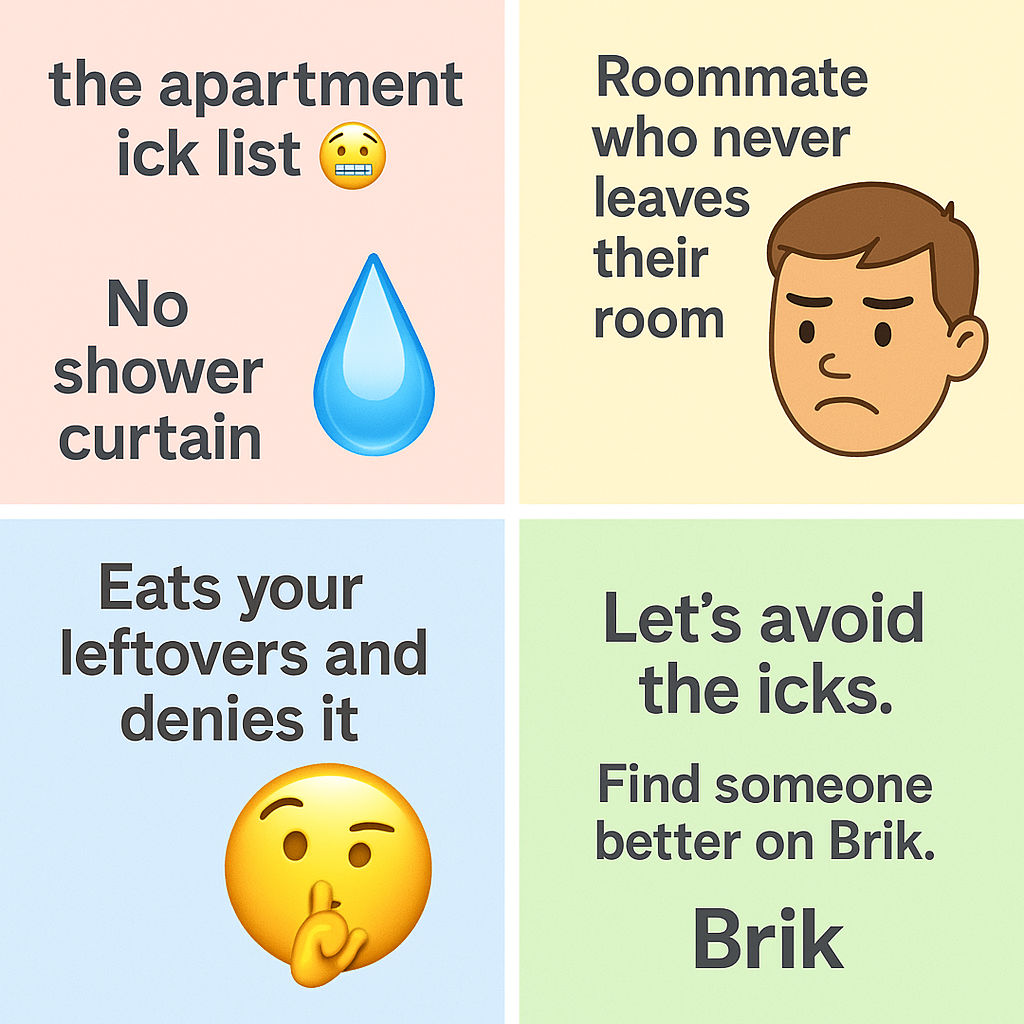 the apartment
ick list 😬
No
shower
curtain
Roommate
who never
leaves
their
room
Eats your
leftovers and
denies it
Let’s avoid
the icks.
Find someone
better on Brik.
Brik